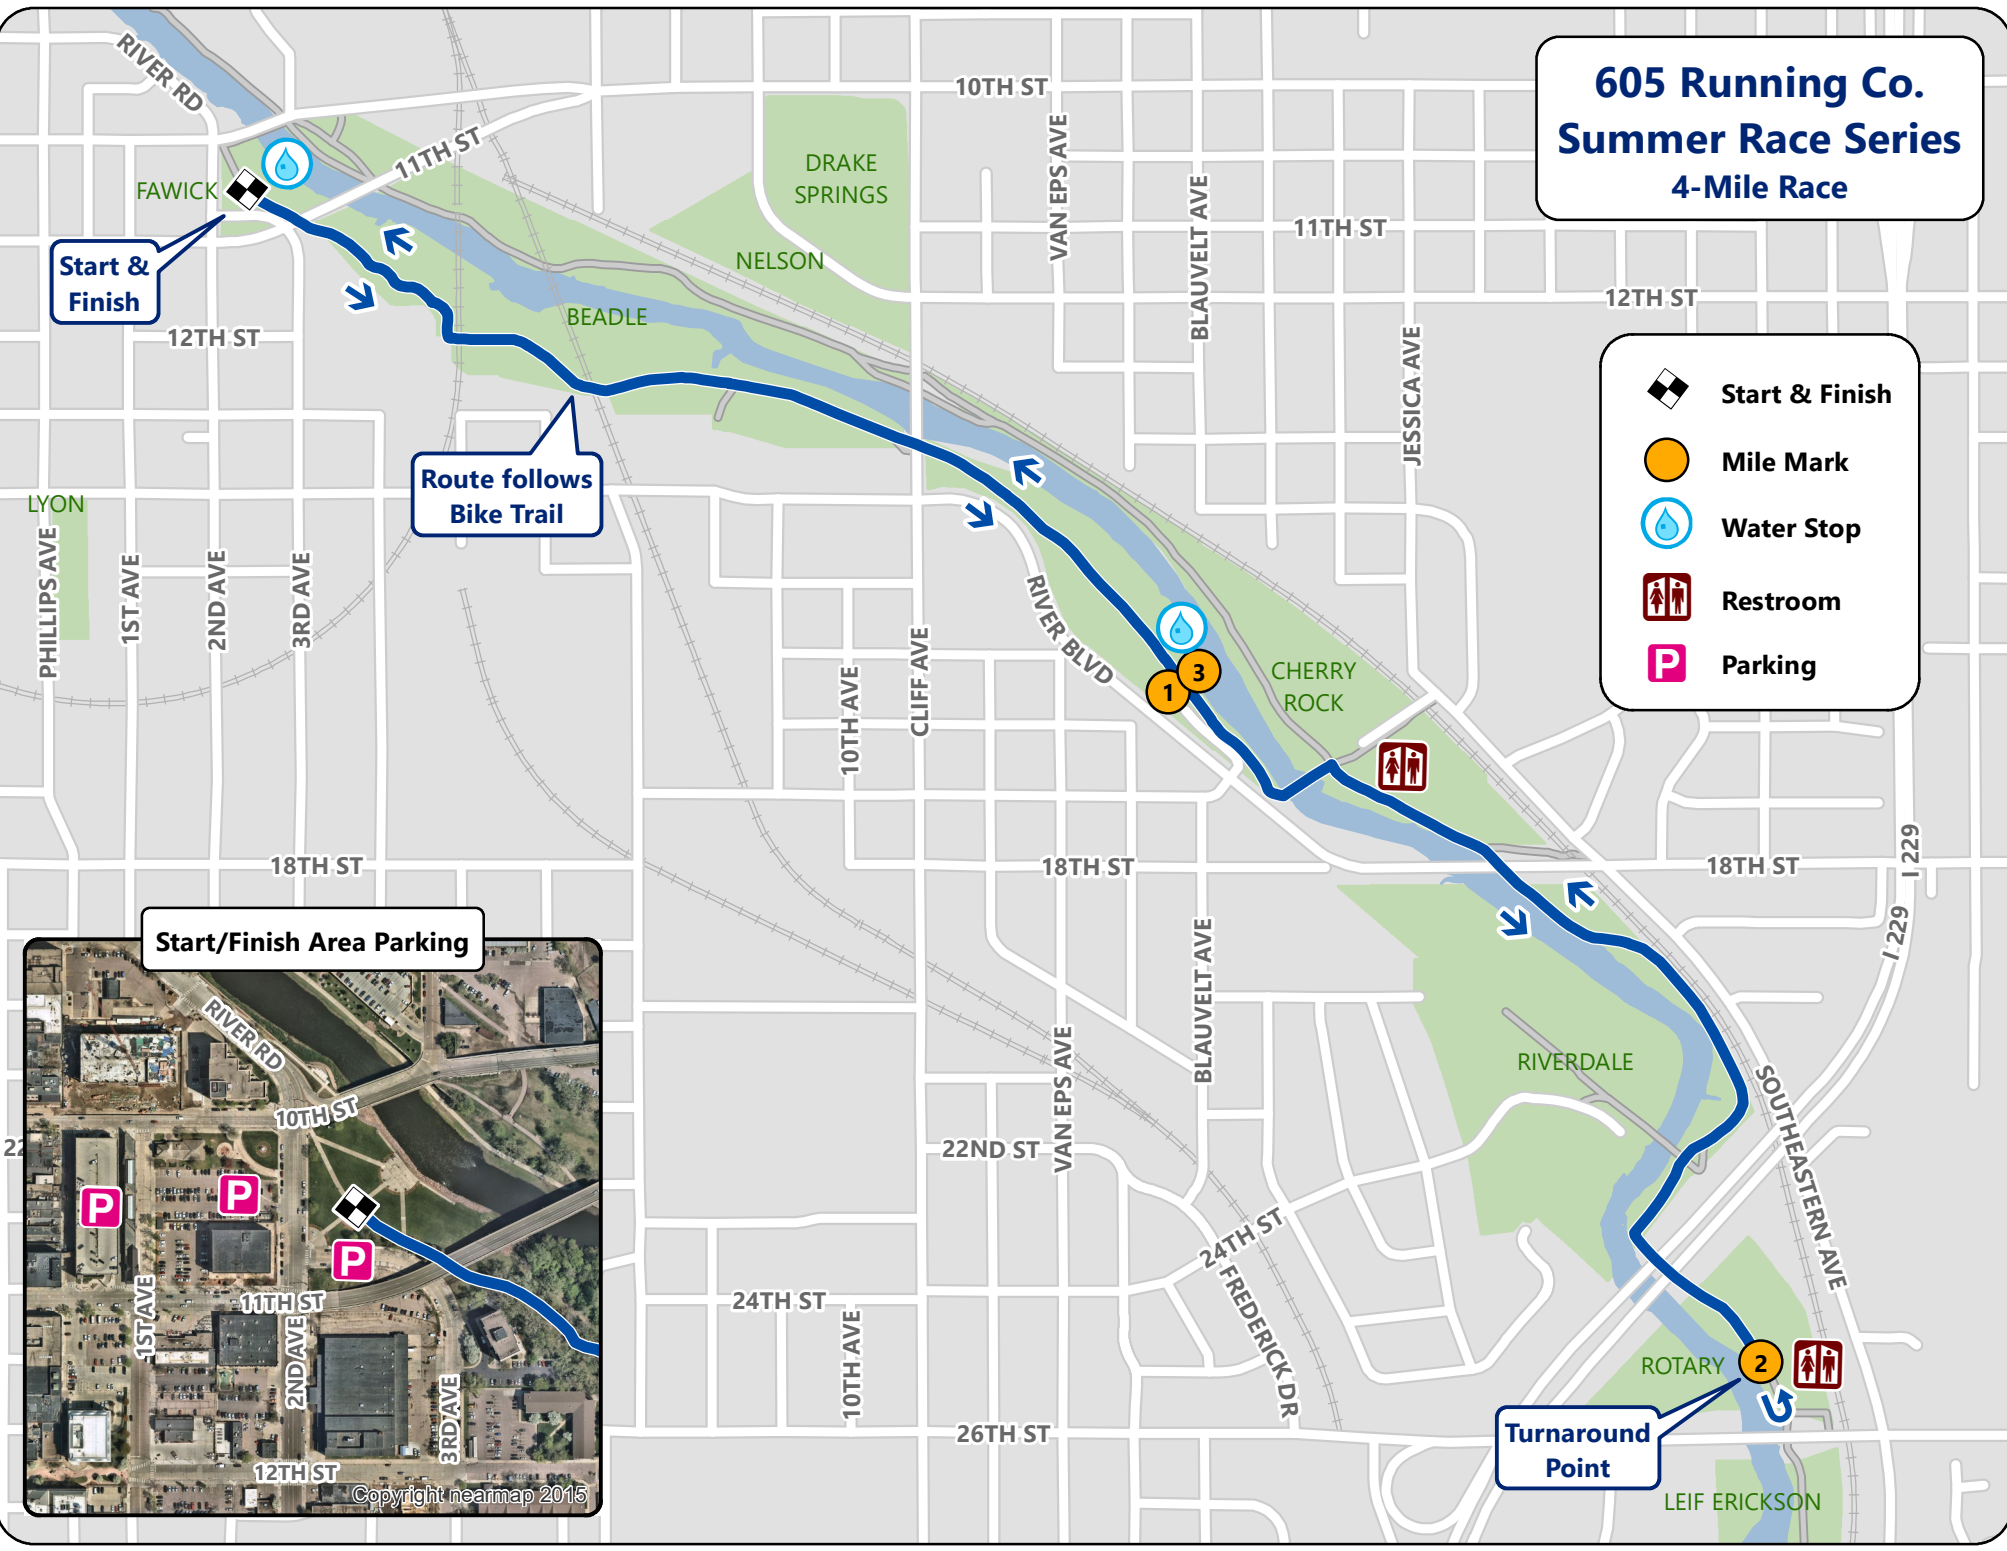 605 Running Co.
Summer Race Series
4-Mile Race
RIVER RD
10TH ST
11TH ST
VAN EPS AVE
BLAUVELT AVE
DRAKE
SPRINGS
FAWICK
NELSON
11TH ST
Start &
Finish
BEADLE
12TH ST
12TH ST
JESSICA AVE
Start & Finish
Mile Mark
Water Stop
Restroom
P
Parking
Route follows
Bike Trail
LYON
PHILLIPS AVE
1ST AVE
2ND AVE
3RD AVE
RIVER BLVD
10TH AVE
CLIFF AVE
3
1
CHERRY
ROCK
18TH ST
18TH ST
18TH ST
I 229
I 229
Start/Finish Area Parking
RIVER RD
10TH ST
P
P
P
11TH ST
1ST AVE
2ND AVE
3RD AVE
12TH ST
Copyright nearmap 2015
22
BLAUVELT AVE
VAN EPS AVE
22ND ST
RIVERDALE
SOUTHEASTERN AVE
24TH ST
24TH ST
FREDERICK DR
10TH AVE
26TH ST
ROTARY
2
Turnaround
Point
LEIF ERICKSON